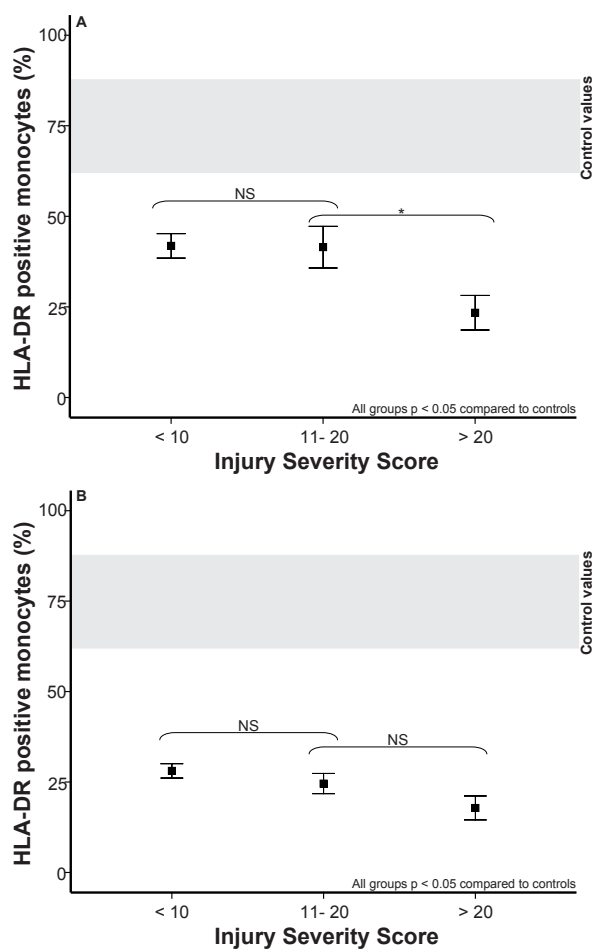 A
100
75
50
25
0
HLA-DR positive monocytes (%)
Control values
NS
*
All groups p < 0.05 compared to controls
< 10
11- 20
> 20
Injury Severity Score
B
100
75
50
25
0
HLA-DR positive monocytes (%)
Control values
NS
NS
All groups p < 0.05 compared to controls
< 10
11- 20
> 20
Injury Severity Score